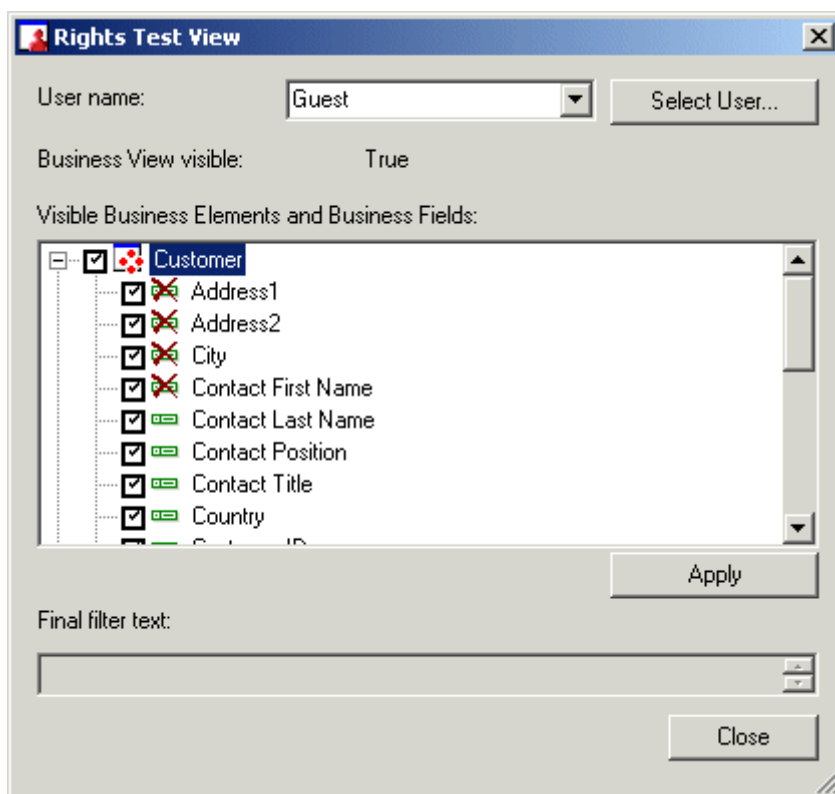 Rights Test View
User name:
Guest
Select User...
Business View visible:
True
Visible Business Elements and Business Fields:
Customer
Address1
Address2
City
Contact First Name
Contact Last Name
Contact Position
Contact Title
Country
Apply
Final filter text:
Close